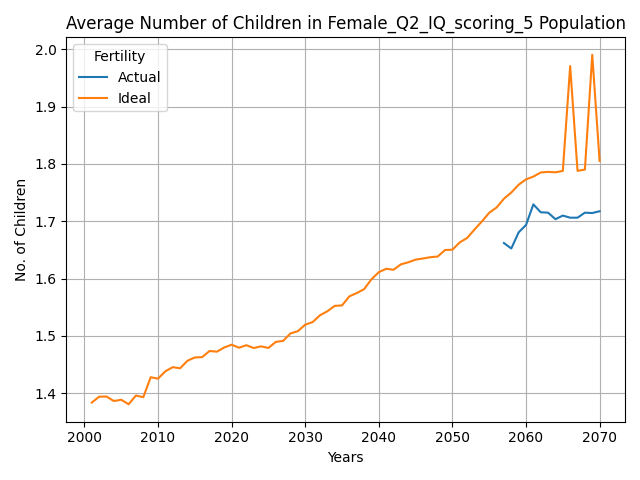 Average Number of Children in Female_Q2_IQ_scoring_5 Population
Fertility
Actual
Ideal
No. of Children
2.0
1.9
1.8
1.7
1.6
1.5
1.4
2000 2010 2020 2030 2040 2050 2060 2070
Years